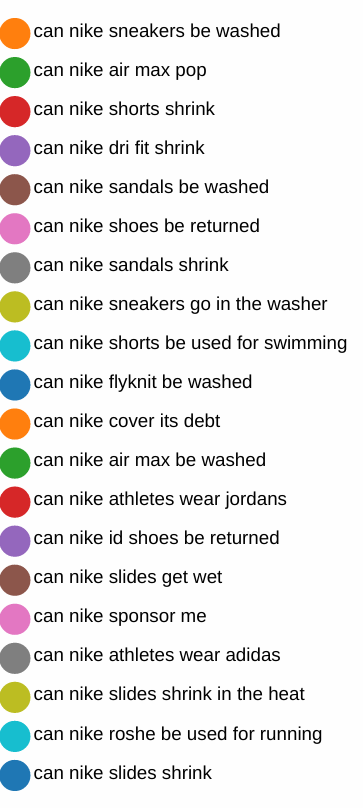 can nike sneakers be washed
can nike air max pop
can nike shorts shrink
can nike dri fit shrink
can nike sandals be washed
can nike shoes be returned
can nike sandals shrink
can nike sneakers go in the washer
can nike shorts be used for swimming
can nike flyknit be washed
can nike cover its debt
can nike air max be washed
can nike athletes wear jordans
can nike id shoes be returned
can nike slides get wet
can nike sponsor me
can nike athletes wear adidas
can nike slides shrink in the heat
can nike roshe be used for running
can nike slides shrink